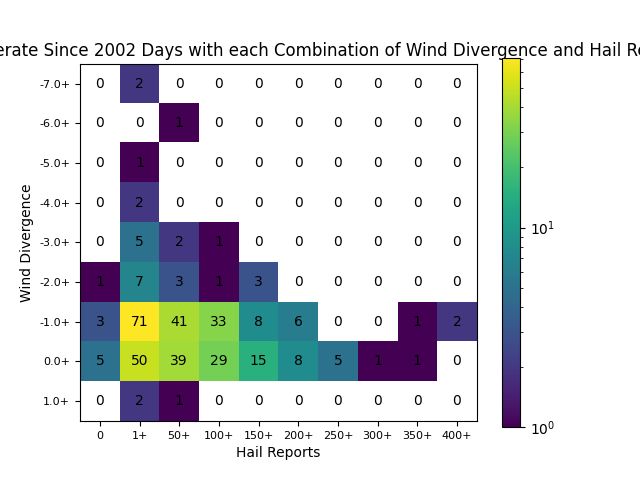 Since 2002 Days with each Combination of Wind Divergence and Hail
-7.0+ 0 2 0 0 0 0 0 0 0 0
-6.0+ 0 0 1 0 0 0 0 0 0 0
-5.0+ 0 1 0 0 0 0 0 0 0 0
-4.0+ 0 2 0 0 0 0 0 0 0 0
-3.0+ 0 5 2 1 0 0 0 0 0 0
-2.0+ 1 7 3 1 3 0 0 0 0 0
-1.0+ 3 71 41 33 8 6 0 0 1 2
0.0+ 5 50 39 29 15 8 5 1 1 0
1.0+ 0 2 1 0 0 0 0 0 0 0
0 1+ 50+ 100+ 150+ 200+ 250+ 300+ 350+ 400+
Hail Reports
Wind Divergence
10¹
10⁰